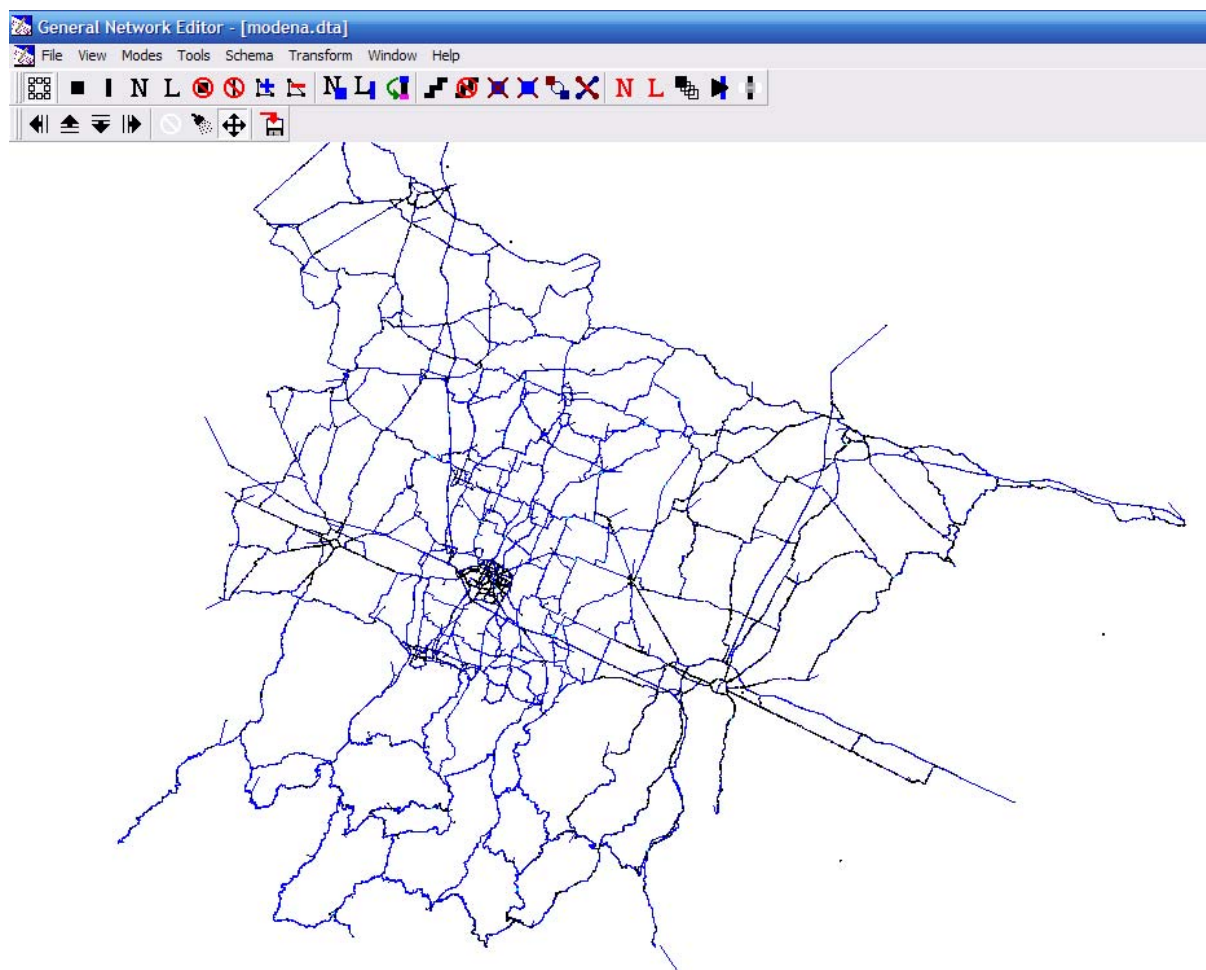 General Network Editor - [modena.dta]
File View Modes Tools Schema Transform Window Help
N L N L N L